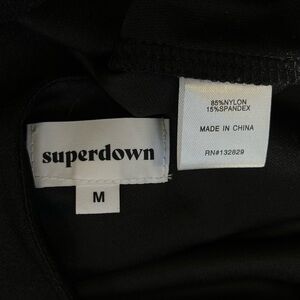 superdown
M
85%NYLON
15%SPANDEX
MADE IN CHINA
RN#132829